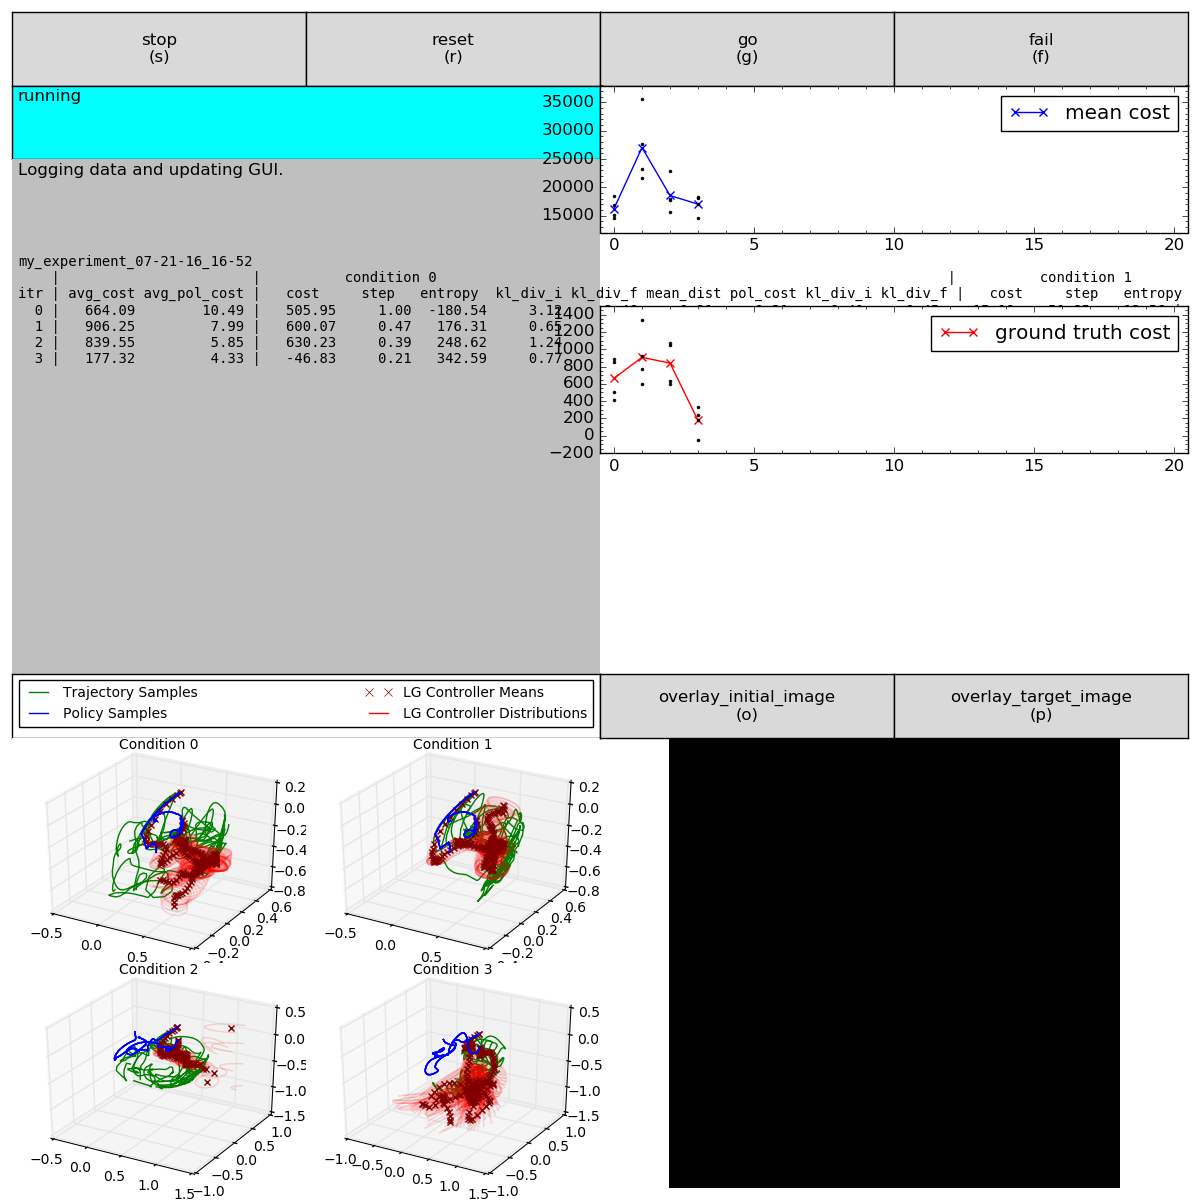 stop
(s)
reset
(r)
go
(g)
fail
(f)
running
Logging data and updating GUI.
35000
30000
25000
20000
15000
mean cost
0 5 10 15 20
my_experiment_07-21-16_16-52
| | condition 0 | condition 1
itr | avg_cost avg_pol_cost | cost step entropy kl_div_i kl_div_f mean_dist pol_cost kl_div_i kl_div_f | cost step entropy
0 | 664.09 10.49 | 505.95 1.00 -180.54 3.12
1 | 906.25 7.99 | 600.07 0.47 176.31 0.65
2 | 839.55 5.85 | 630.23 0.39 248.62 1.24
3 | 177.32 4.33 | -46.83 0.21 342.59 0.77
1400
1200
1000
800
600
400
200
0
−200
ground truth cost
0 5 10 15 20
Trajectory Samples
Policy Samples
LG Controller Means
LG Controller Distributions
overlay_initial_image
(o)
overlay_target_image
(p)
Condition 0
0.2
0.0
−0.2
−0.4
−0.6
−0.8
−0.5 0.0 0.5
−0.2 0.0 0.2 0.4 0.6
Condition 1
0.2
0.0
−0.2
−0.4
−0.6
−0.8
−0.5 0.0 0.5
−0.2 0.0 0.2 0.4 0.6
Condition 2
0.5
0.0
−0.5
−1.0
−1.5
−0.5 0.0 0.5 1.0 1.5
−1.0 −0.5 0.0 0.5 1.0
Condition 3
0.5
0.0
−0.5
−1.0
−1.5
−1.0 −0.5 0.0 0.5 1.0 1.5
−1.0 −0.5 0.0 0.5 1.0